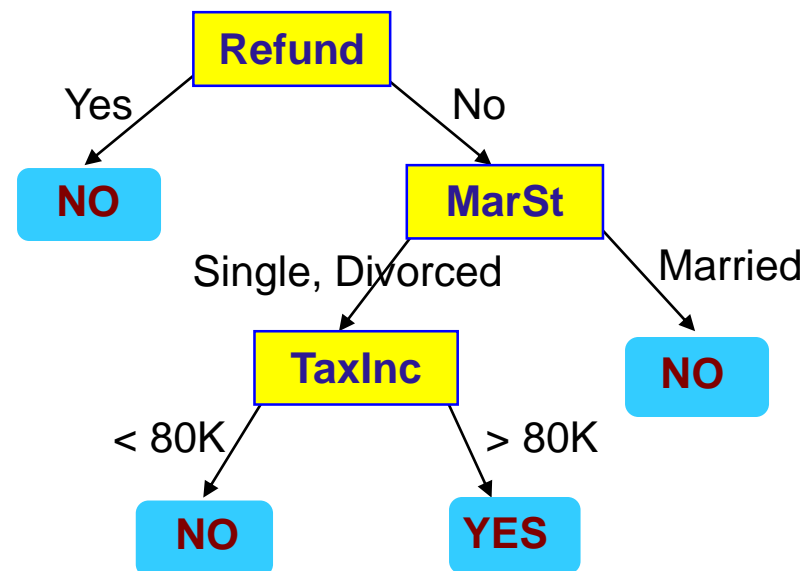 Refund
Yes
No
NO
MarSt
Single, Divorced
Married
TaxInc
NO
< 80K
> 80K
NO
YES